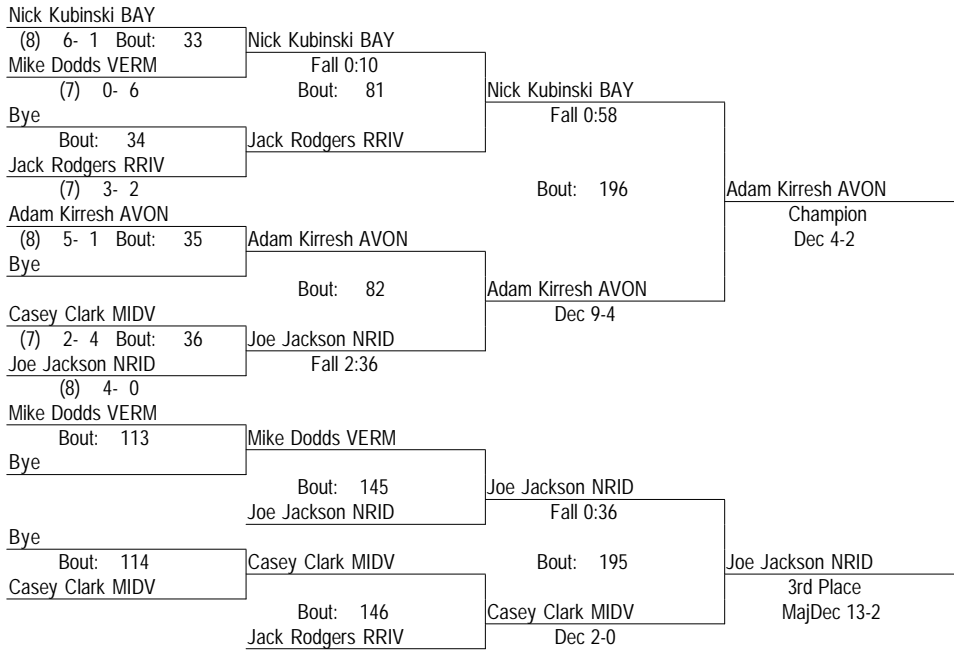 Nick Kubinski BAY
(8) 6- 1 Bout: 33 Nick Kubinski BAY
Mike Dodds VERM Fall 0:10
(7) 0- 6 Bout: 81 Nick Kubinski BAY
Bye Fall 0:58
Bout: 34 Jack Rodgers RRIV
Jack Rodgers RRIV
(7) 3- 2 Bout: 196 Adam Kirresh AVON
Adam Kirresh AVON Champion
(8) 5- 1 Bout: 35 Adam Kirresh AVON Dec 4-2
Bye
Bout: 82 Adam Kirresh AVON
Casey Clark MIDV Dec 9-4
(7) 2- 4 Bout: 36 Joe Jackson NRID
Joe Jackson NRID Fall 2:36
(8) 4- 0
Mike Dodds VERM
Bout: 113 Mike Dodds VERM
Bye
Bout: 145 Joe Jackson NRID
Joe Jackson NRID Fall 0:36
Bye
Bout: 114 Casey Clark MIDV Bout: 195 Joe Jackson NRID
Casey Clark MIDV 3rd Place
Bout: 146 Casey Clark MIDV MajDec 13-2
Jack Rodgers RRIV Dec 2-0